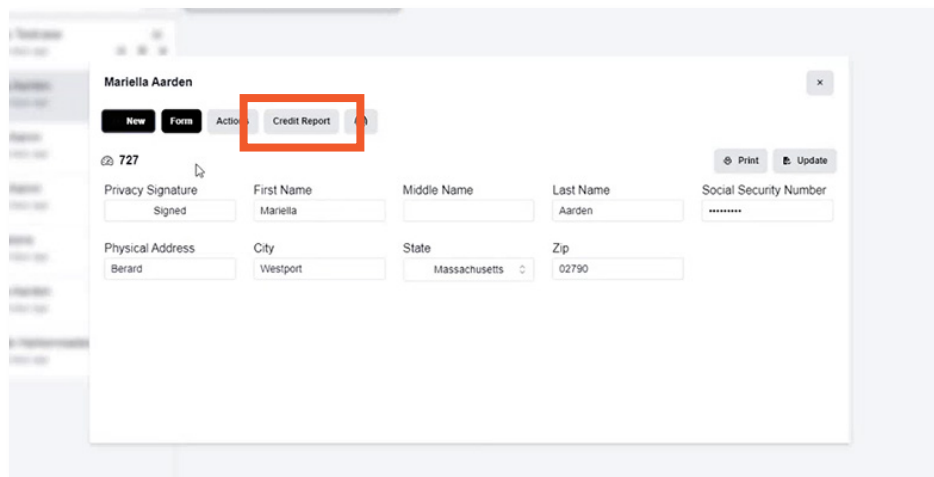 Mariella Aarden
×
New Form Actions Credit Report
727
Print Update
Privacy Signature First Name Middle Name Last Name Social Security Number
Signed Mariella Aarden •••••••••
Physical Address City State Zip
Berard Westport Massachusetts 02790